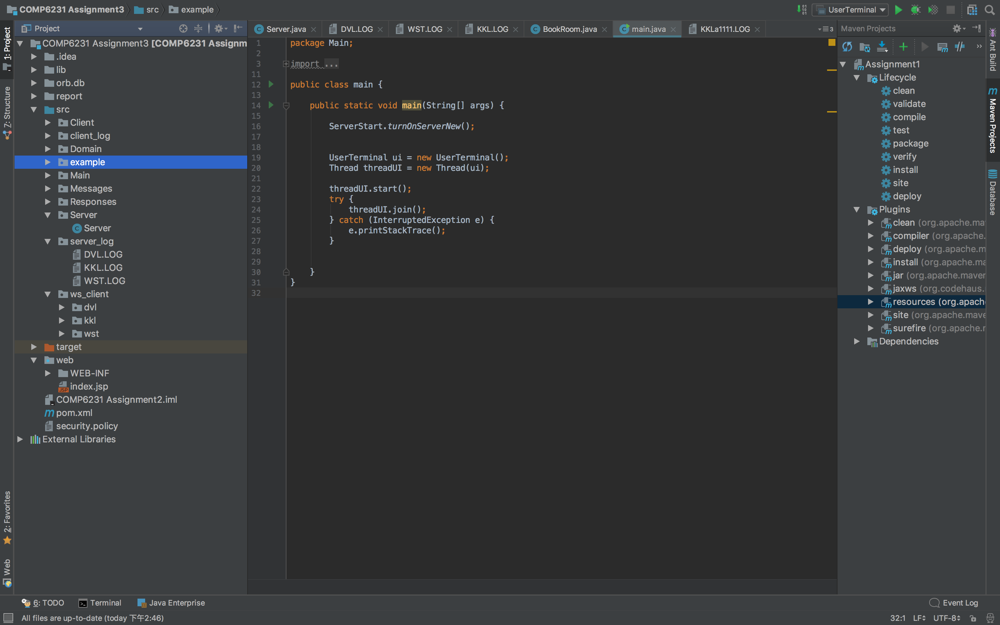 COMP6231 Assignment3 src example
UserTerminal
1: Project
7: Structure
2: Favorites
Web
Project
COMP6231 Assignment3 [COMP6231 Assignm
.idea
lib
orb.db
report
src
Client
client_log
Domain
example
Main
Messages
Responses
Server
Server
server_log
DVL.LOG
KKL.LOG
WST.LOG
ws_client
dvl
kkl
wst
target
web
WEB-INF
JSP index.jsp
COMP6231 Assignment2.iml
pom.xml
security.policy
External Libraries
Server.java DVL.LOG WST.LOG KKL.LOG BookRoom.java main.java KKLa1111.LOG 3
1 package Main;
2
3 import ...
11
12 public class main {
13
14 public static void main(String[] args) {
15
16 ServerStart.turnOnServerNew();
17
18
19 UserTerminal ui = new UserTerminal();
20 Thread threadUI = new Thread(ui);
21
22 threadUI.start();
23 try {
24 threadUI.join();
25 } catch (InterruptedException e) {
26 e.printStackTrace();
27 }
28
29
30 }
31 }
32
Maven Projects
Assignment1
Lifecycle
clean
validate
compile
test
package
verify
install
site
deploy
Plugins
clean (org.apache.ma
compiler (org.apache.
deploy (org.apache.m
install (org.apache.ma
jar (org.apache.maven
jaxws (org.codehaus.
resources (org.apach
site (org.apache.mave
surefire (org.apache.r
Dependencies
Ant Build
Maven Projects
Database
6: TODO Terminal Java Enterprise Event Log
All files are up-to-date (today 下午2:46) 32:1 LF UTF-8